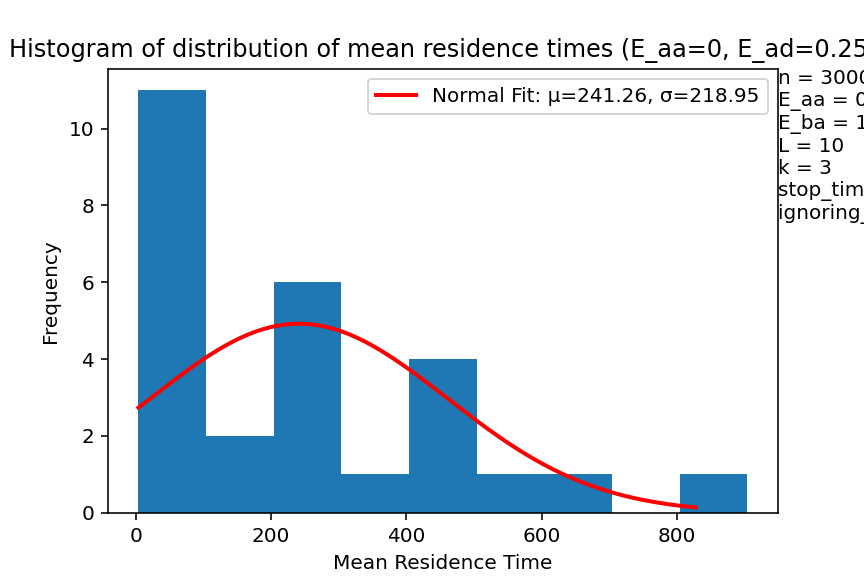 Histogram of distribution of mean residence times (E_aa=0, E_ad=0.25
n = 3000
E_aa = 0
E_ba = 1
L = 10
k = 3
stop_tim
ignoring_
Normal Fit: μ=241.26, σ=218.95
10
8
6
4
2
0
Frequency
0 200 400 600 800
Mean Residence Time